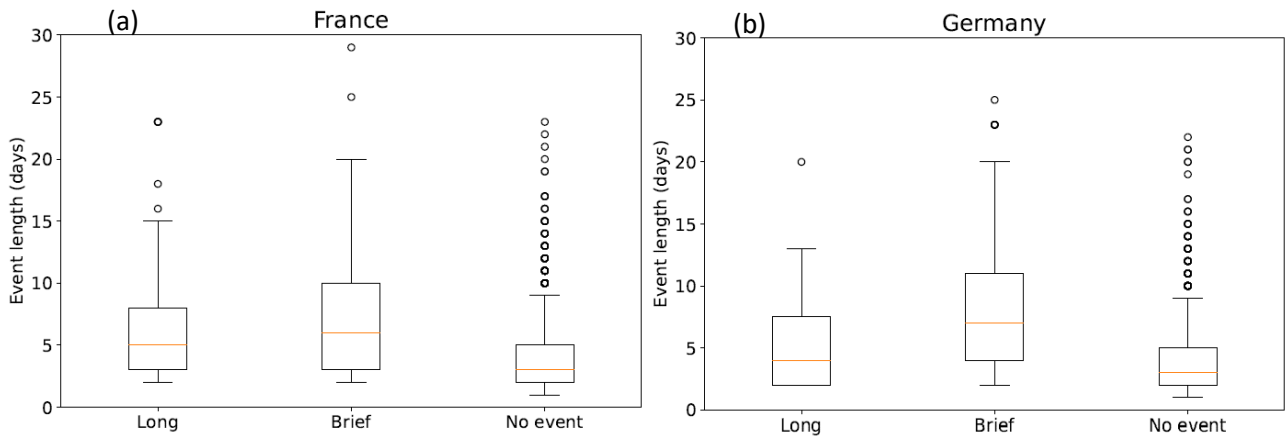 (a)
France
30
25
20
15
10
5
0
Event length (days)
Long
Brief
No event
(b)
Germany
30
25
20
15
10
5
0
Event length (days)
Long
Brief
No event